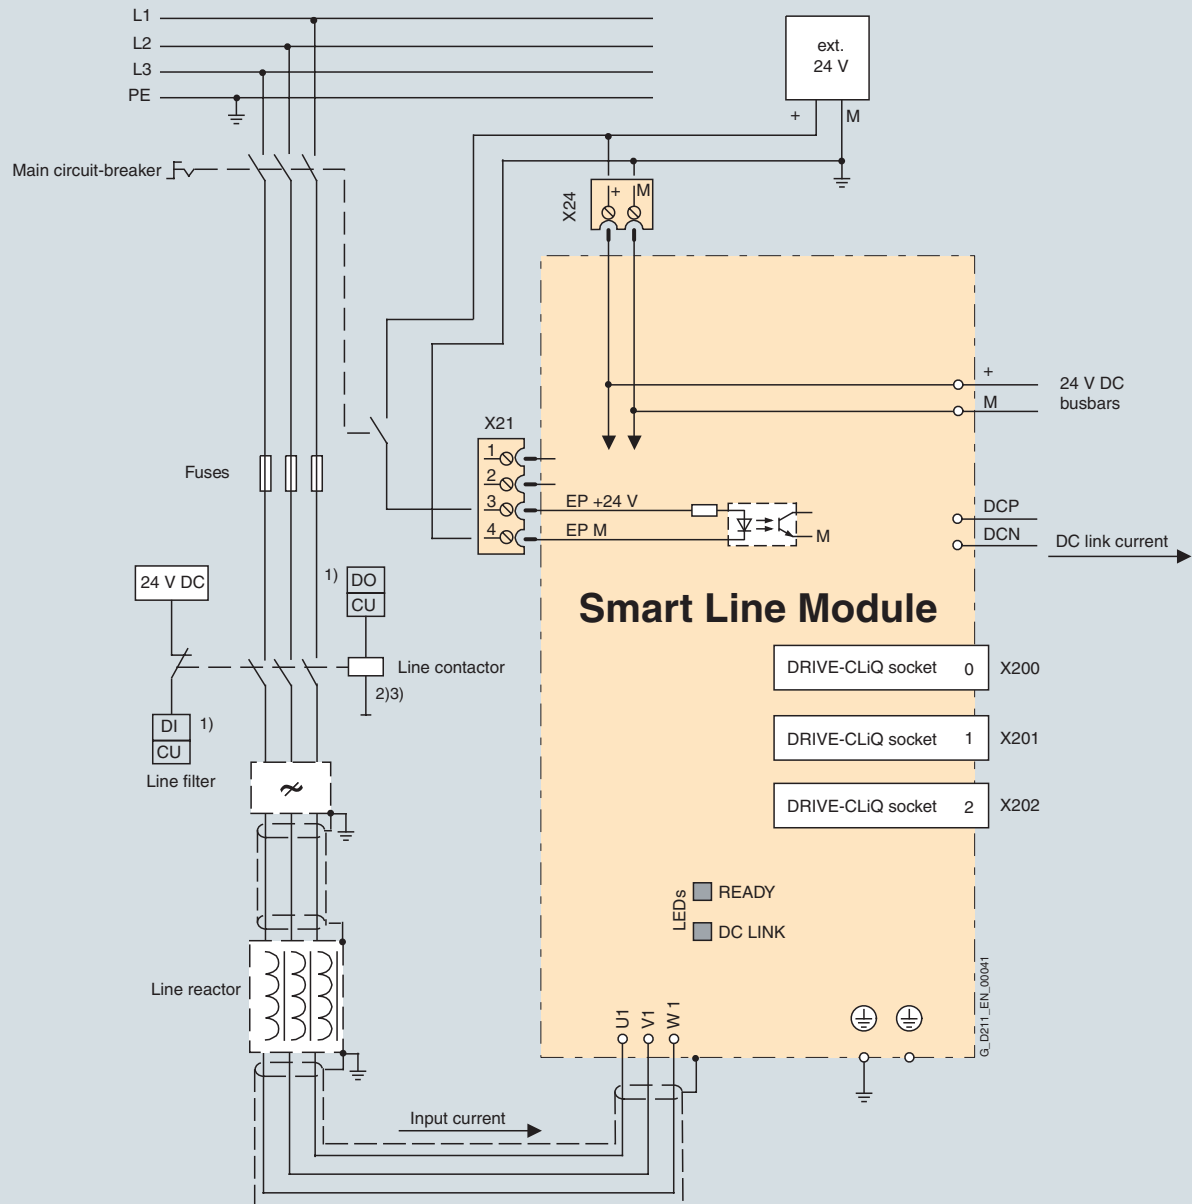 L1
L2
L3
PE
ext.
24 V
+
M
Main circuit-breaker
X24
+
M
+
M
24 V DC
busbars
X21
1
2
3
4
Fuses
EP +24 V
EP M
M
DCP
DCN
DC link current
24 V DC
1)
DO
CU
Smart Line Module
Line contactor
2)3)
DI
CU
1)
Line filter
DRIVE-CLiQ socket 0
X200
DRIVE-CLiQ socket 1
X201
DRIVE-CLiQ socket 2
X202
LEDs
READY
DC LINK
Line reactor
U1
V1
W1
G_D211_EN_00041
Input current